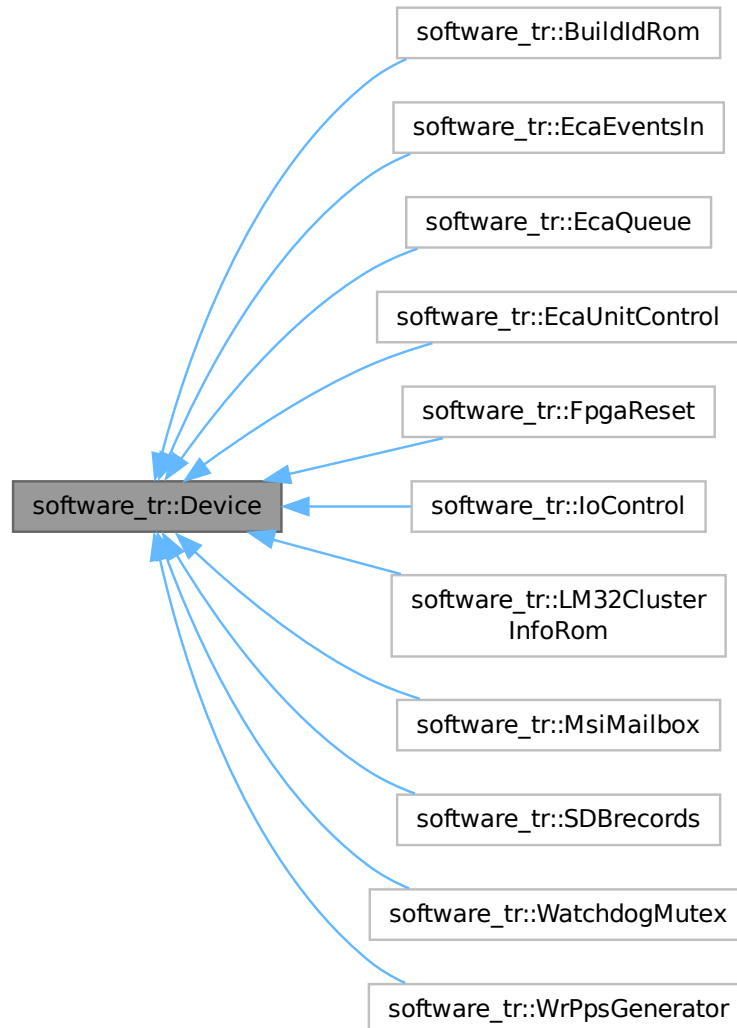 software_tr::BuildIdRom
software_tr::EcaEventsIn
software_tr::EcaQueue
software_tr::EcaUnitControl
software_tr::FpgaReset
software_tr::Device
software_tr::IoControl
software_tr::LM32Cluster
InfoRom
software_tr::MsiMailbox
software_tr::SDBrecords
software_tr::WatchdogMutex
software_tr::WrPpsGenerator